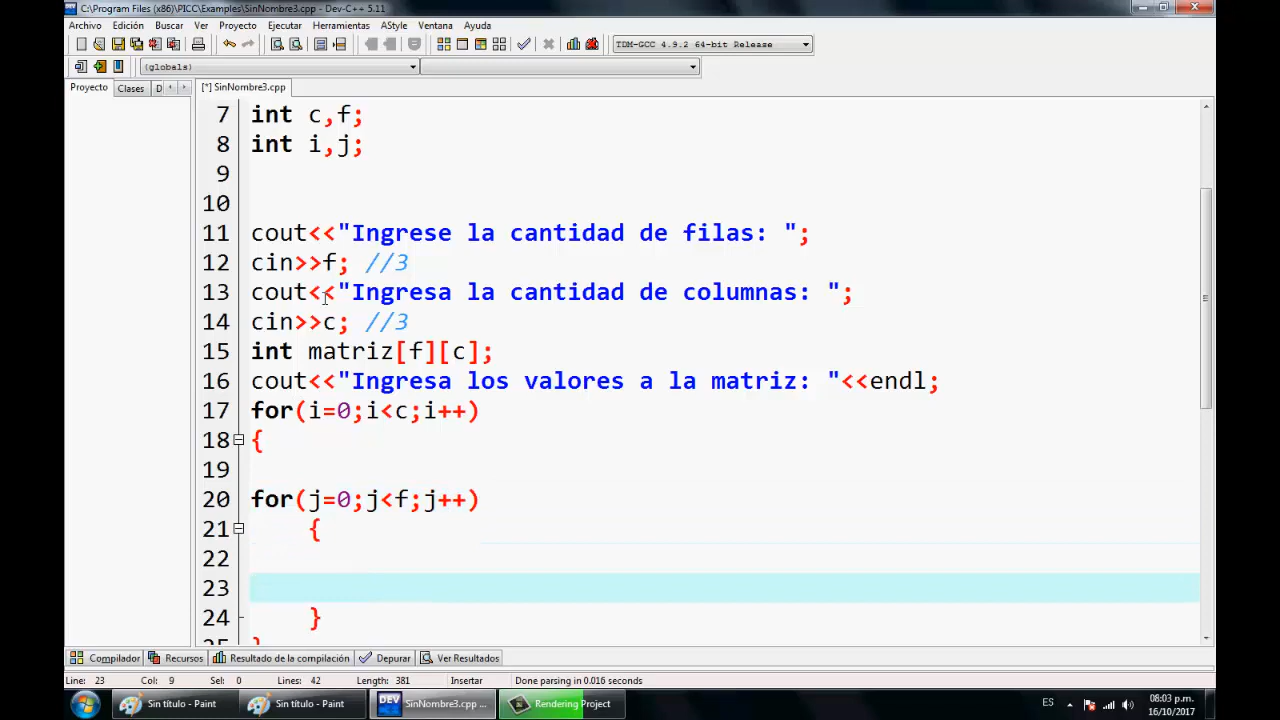 C:\Program Files (x86)\PICC\Examples\SinNombre3.cpp - Dev-C++ 5.11
Archivo Edición Buscar Ver Proyecto Ejecutar Herramientas AStyle Ventana Ayuda
TDM-GCC 4.9.2 64-bit Release
(globals)
Proyecto Clases D [*] SinNombre3.cpp
7 int c,f;
8 int i,j;
9
10
11 cout<<"Ingrese la cantidad de filas: ";
12 cin>>f; //3
13 cout<<"Ingresa la cantidad de columnas: ";
14 cin>>c; //3
15 int matriz[f][c];
16 cout<<"Ingresa los valores a la matriz: "<<endl;
17 for(i=0;i<c;i++)
18 {
19
20 for(j=0;j<f;j++)
21 {
22
23
24 }
25 }
Compilador Recursos Resultado de la compilación Depurar Ver Resultados
Line: 23 Col: 9 Sel: 0 Lines: 42 Length: 381 Insertar Done parsing in 0.016 seconds
Sin título - Paint Sin título - Paint DEV SinNombre3.cpp ... Rendering Project ES 08:03 p.m.
16/10/2017